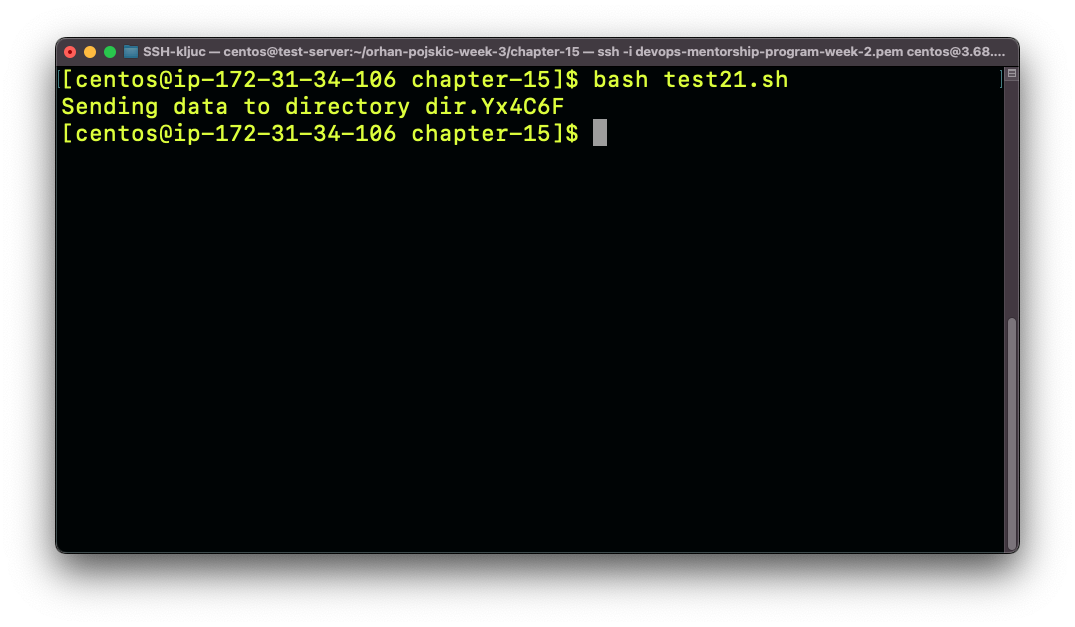 SSH-kljuc — centos@test-server:~/orhan-pojskic-week-3/chapter-15 — ssh -i devops-mentorship-program-week-2.pem centos@3.68....
[[centos@ip-172-31-34-106 chapter-15]$ bash test21.sh ]
Sending data to directory dir.Yx4C6F
[centos@ip-172-31-34-106 chapter-15]$